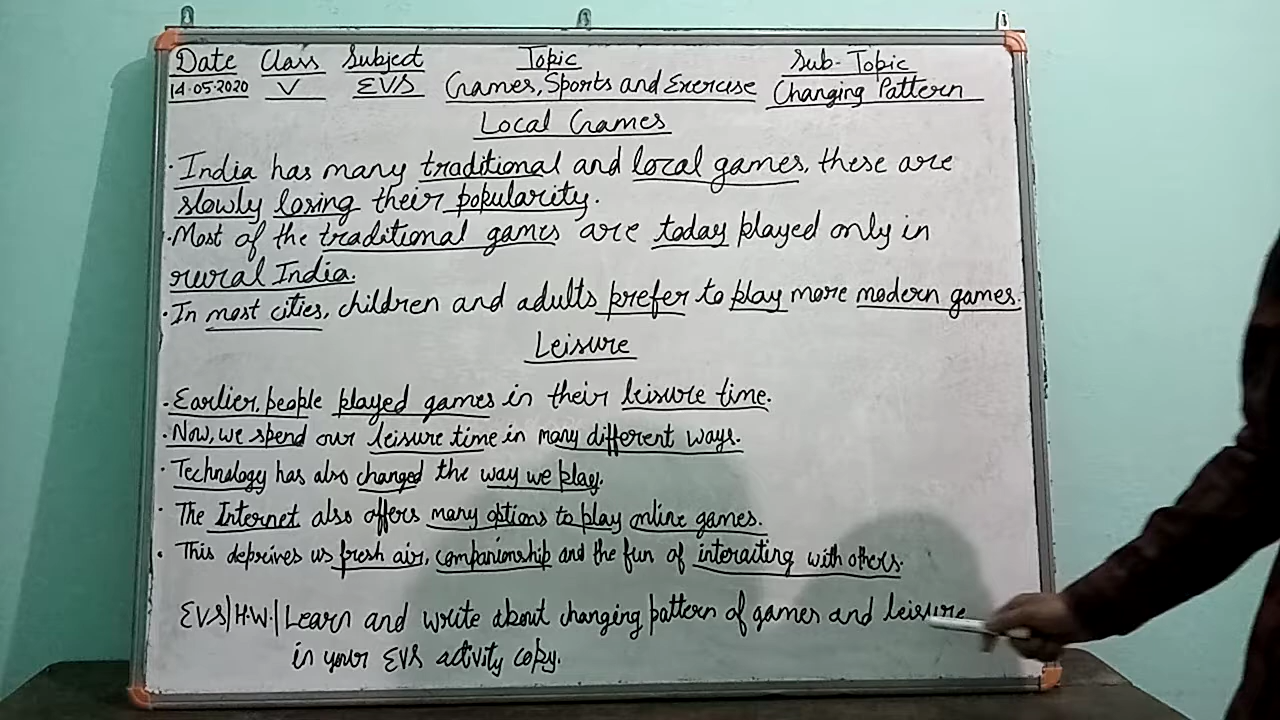 Date Class Subject Topic Sub-Topic
14.05.2020 V EVS Games, Sports and Exercise Changing Pattern
Local Games
· India has many traditional and local games, these are
slowly losing their popularity.
· Most of the traditional games are today played only in
rural India.
· In most cities, children and adults prefer to play more modern games.
Leisure
· Earlier, people played games in their leisure time.
· Now, we spend our leisure time in many different ways.
· Technology has also changed the way we play.
· The Internet also offers many options to play online games.
· This deprives us fresh air, companionship and the fun of interacting with others.
EVS|H.W.| Learn and write about changing pattern of games and leisure
in your EVS activity copy.